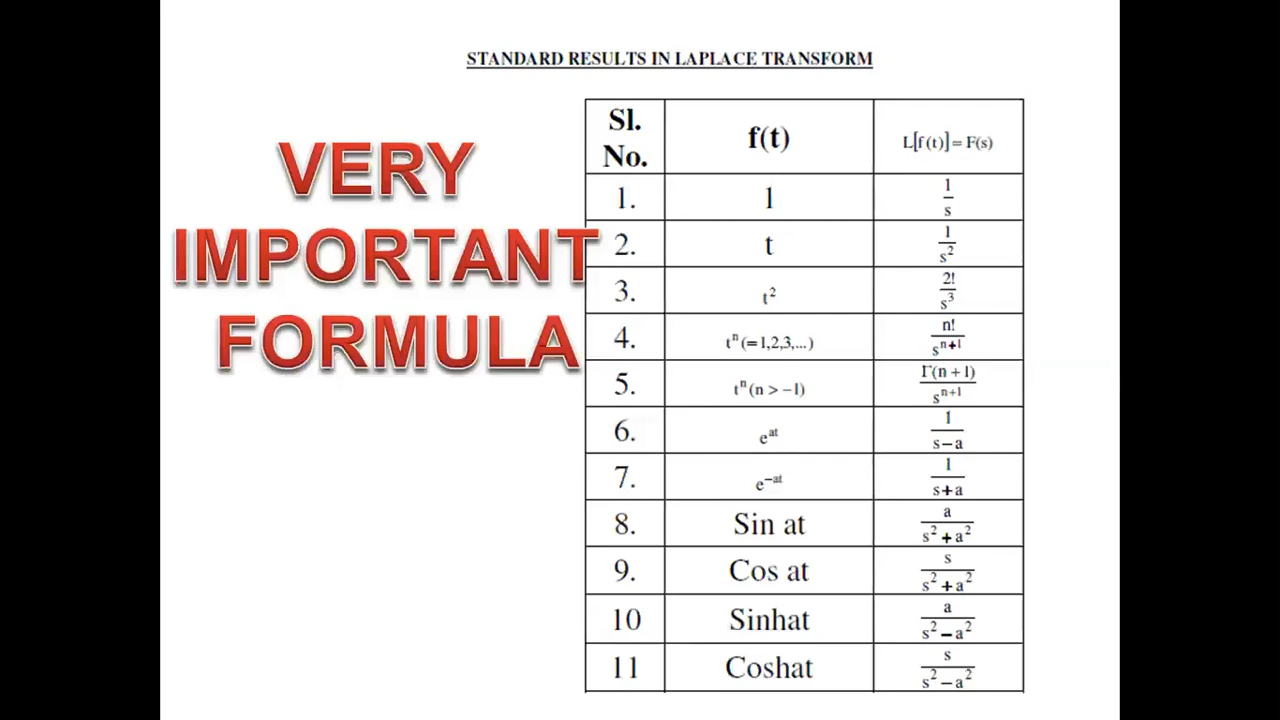 STANDARD RESULTS IN LAPLACE TRANSFORM
VERY
IMPORTANT
FORMULA
Sl. No. f(t) L[f(t)] = F(s)
1. 1 1/s
2. t 1/s²
3. t² 2!/s³
4. tⁿ (= 1,2,3,...) n!/sⁿ⁺¹
5. tⁿ (n > −1) Γ(n + 1)/sⁿ⁺¹
6. e^at 1/(s−a)
7. e^−at 1/(s+a)
8. Sin at a/(s²+a²)
9. Cos at s/(s²+a²)
10 Sinhat a/(s²−a²)
11 Coshat s/(s²−a²)